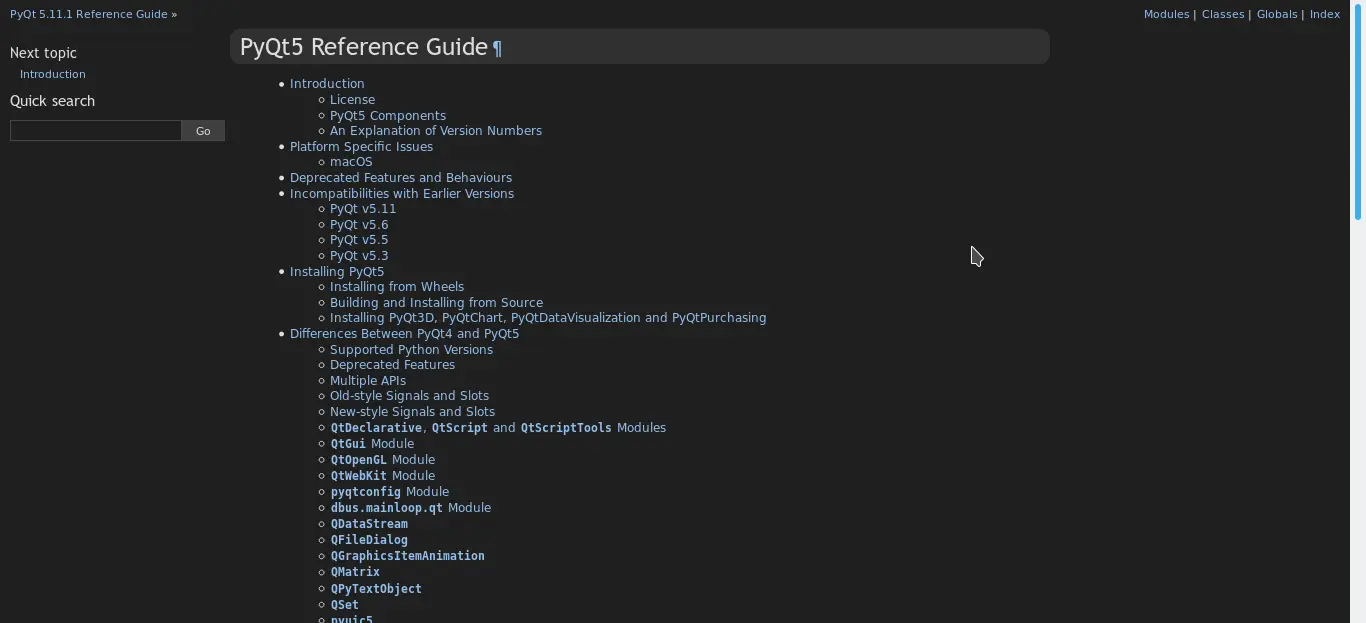 PyQt 5.11.1 Reference Guide »
Modules | Classes | Globals | Index
Next topic
Introduction
Quick search
Go
PyQt5 Reference Guide ¶
• Introduction
◦ License
◦ PyQt5 Components
◦ An Explanation of Version Numbers
• Platform Specific Issues
◦ macOS
• Deprecated Features and Behaviours
• Incompatibilities with Earlier Versions
◦ PyQt v5.11
◦ PyQt v5.6
◦ PyQt v5.5
◦ PyQt v5.3
• Installing PyQt5
◦ Installing from Wheels
◦ Building and Installing from Source
◦ Installing PyQt3D, PyQtChart, PyQtDataVisualization and PyQtPurchasing
• Differences Between PyQt4 and PyQt5
◦ Supported Python Versions
◦ Deprecated Features
◦ Multiple APIs
◦ Old-style Signals and Slots
◦ New-style Signals and Slots
◦ QtDeclarative, QtScript and QtScriptTools Modules
◦ QtGui Module
◦ QtOpenGL Module
◦ QtWebKit Module
◦ pyqtconfig Module
◦ dbus.mainloop.qt Module
◦ QDataStream
◦ QFileDialog
◦ QGraphicsItemAnimation
◦ QMatrix
◦ QPyTextObject
◦ QSet
◦ pyuic5